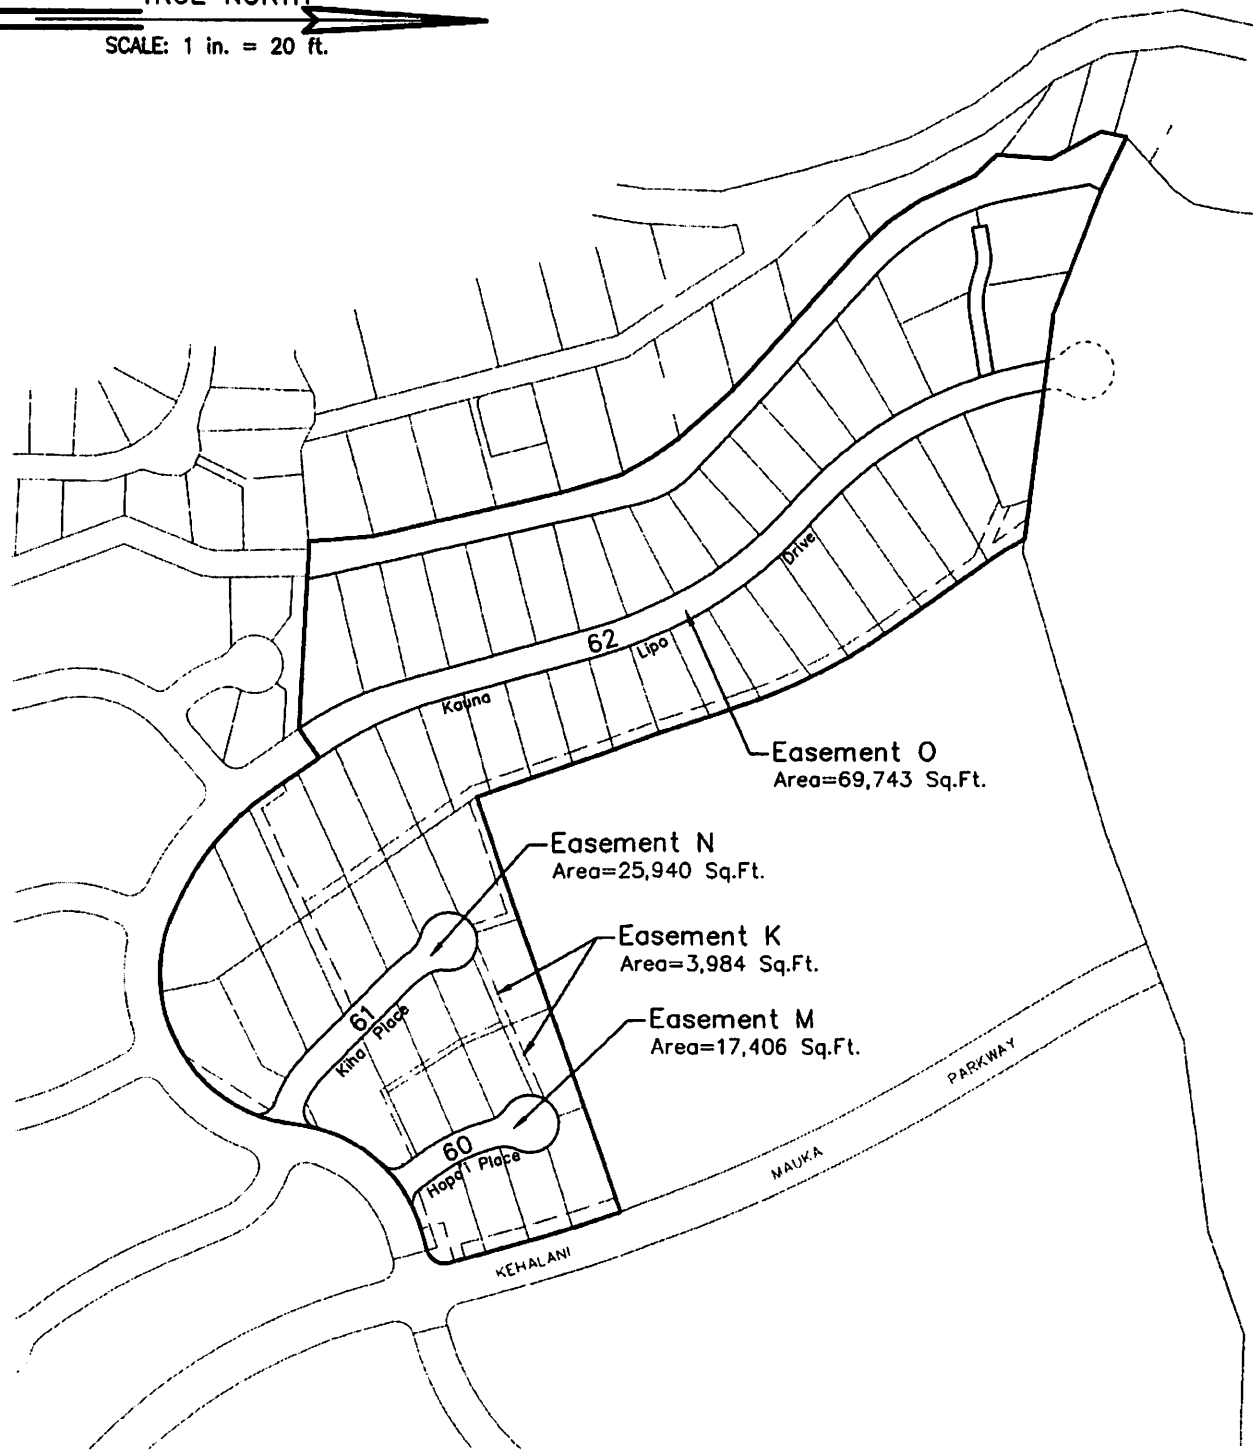 TRUE NORTH
SCALE: 1 in. = 20 ft.
Drive
62
Lipo
Kauna
Easement O
Area=69,743 Sq.Ft.
Easement N
Area=25,940 Sq.Ft.
Easement K
Area=3,984 Sq.Ft.
61
Kihai Place
Easement M
Area=17,406 Sq.Ft.
60
Hopo'i Place
KEHALANI
MAUKA
PARKWAY